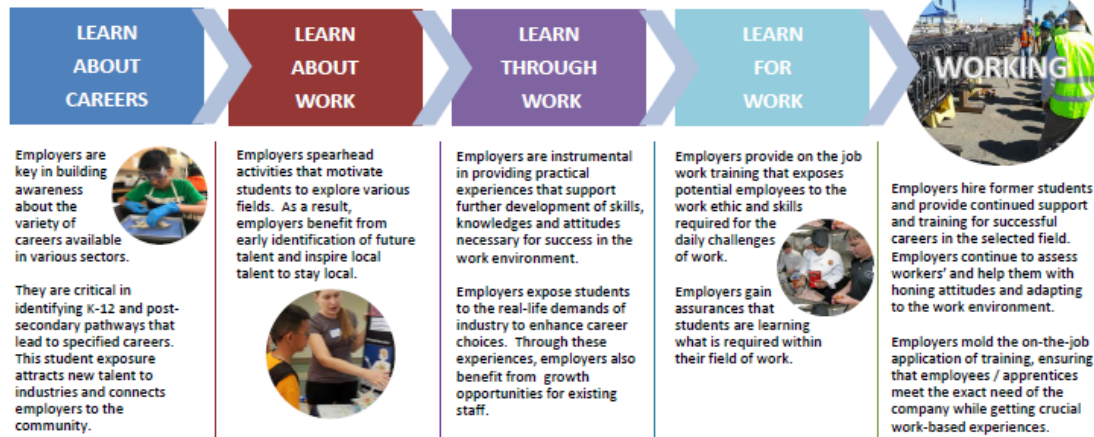 LEARN
ABOUT
CAREERS
LEARN
ABOUT
WORK
LEARN
THROUGH
WORK
LEARN
FOR
WORK
WORKING
Employers are
key in building
awareness
about the
variety of
careers available
in various sectors.
They are critical in
identifying K-12 and post-
secondary pathways that
lead to specified careers.
This student exposure
attracts new talent to
industries and connects
employers to the
community.
Employers spearhead
activities that motivate
students to explore various
fields. As a result,
employers benefit from
early identification of future
talent and inspire local
talent to stay local.
Employers are instrumental
in providing practical
experiences that support
further development of skills,
knowledges and attitudes
necessary for success in the
work environment.
Employers expose students
to the real-life demands of
industry to enhance career
choices. Through these
experiences, employers also
benefit from growth
opportunities for existing
staff.
Employers provide on the job
work training that exposes
potential employees to the
work ethic and skills
required for the
daily challenges
of work.
Employers gain
assurances that
students are learning
what is required within
their field of work.
Employers hire former students
and provide continued support
and training for successful
careers in the selected field.
Employers continue to assess
workers' and help them with
honing attitudes and adapting
to the work environment.
Employers mold the on-the-job
application of training, ensuring
that employees / apprentices
meet the exact need of the
company while getting crucial
work-based experiences.